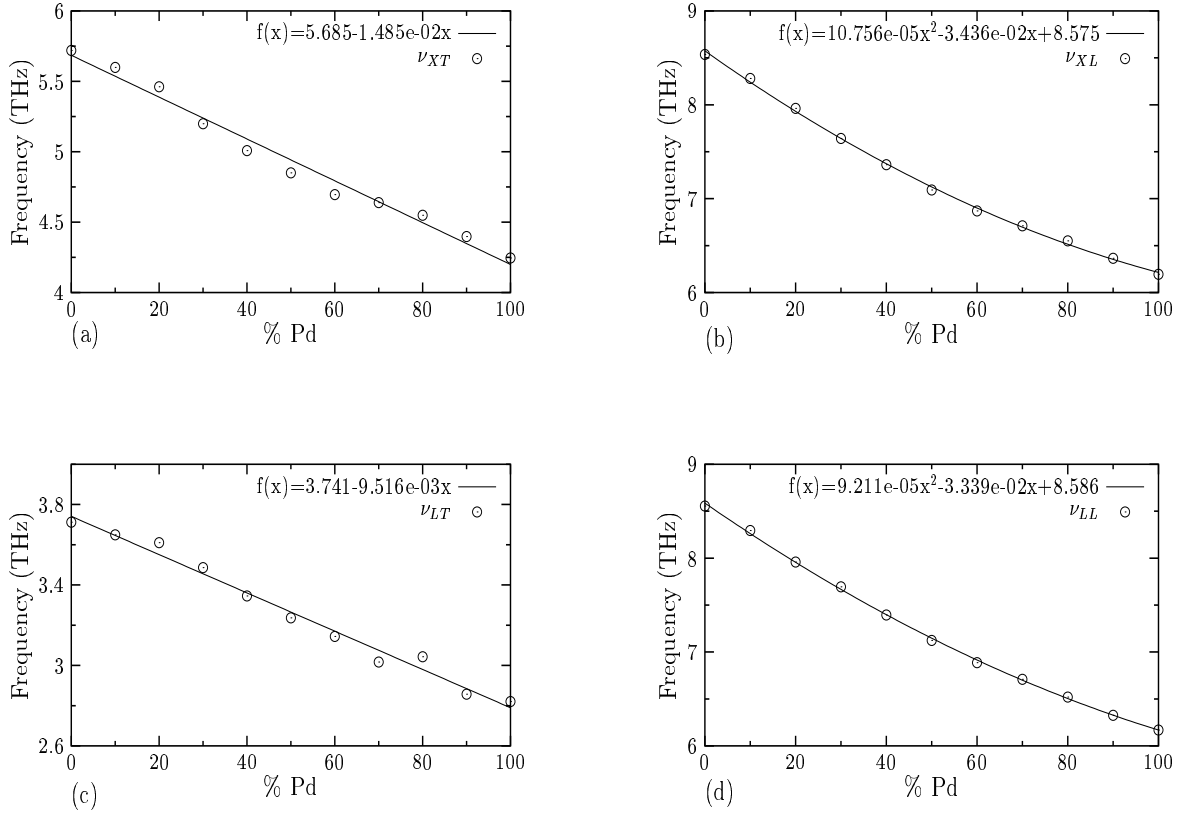 f(x)=5.685-1.485e-02x
ν_XT
Frequency (THz)
6
5.5
5
4.5
4
0 20 40 60 80 100
% Pd
(a)
f(x)=10.756e-05x²-3.436e-02x+8.575
ν_XL
Frequency (THz)
9
8
7
6
0 20 40 60 80 100
% Pd
(b)
f(x)=3.741-9.516e-03x
ν_LT
Frequency (THz)
3.8
3.4
3
2.6
0 20 40 60 80 100
% Pd
(c)
f(x)=9.211e-05x²-3.339e-02x+8.586
ν_LL
Frequency (THz)
9
8
7
6
0 20 40 60 80 100
% Pd
(d)